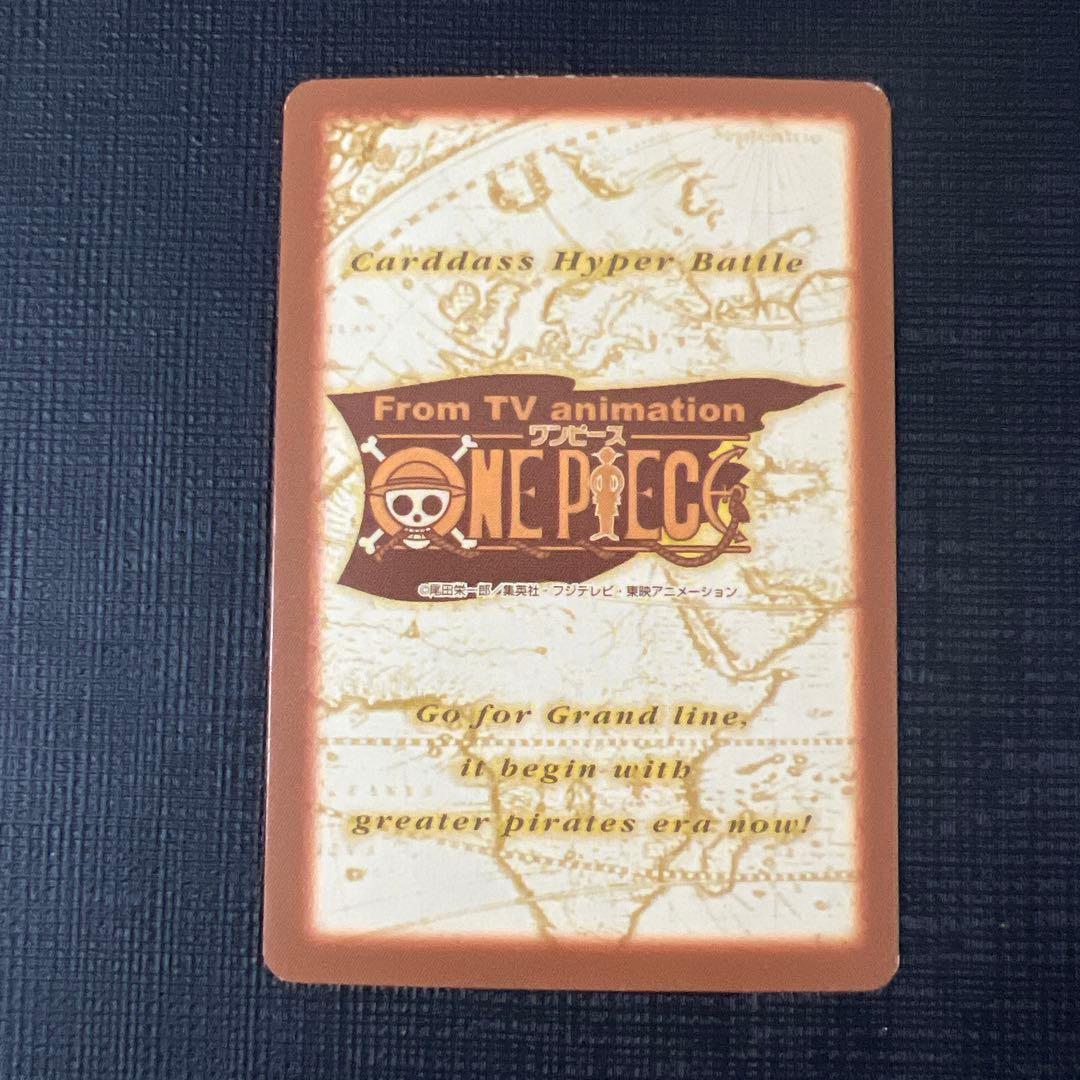 Carddass Hyper Battle
From TV animation
ワンピース
ONE PIECE
©尾田栄一郎／集英社・フジテレビ・東映アニメーション
Go for Grand line,
it begin with
greater pirates era now!